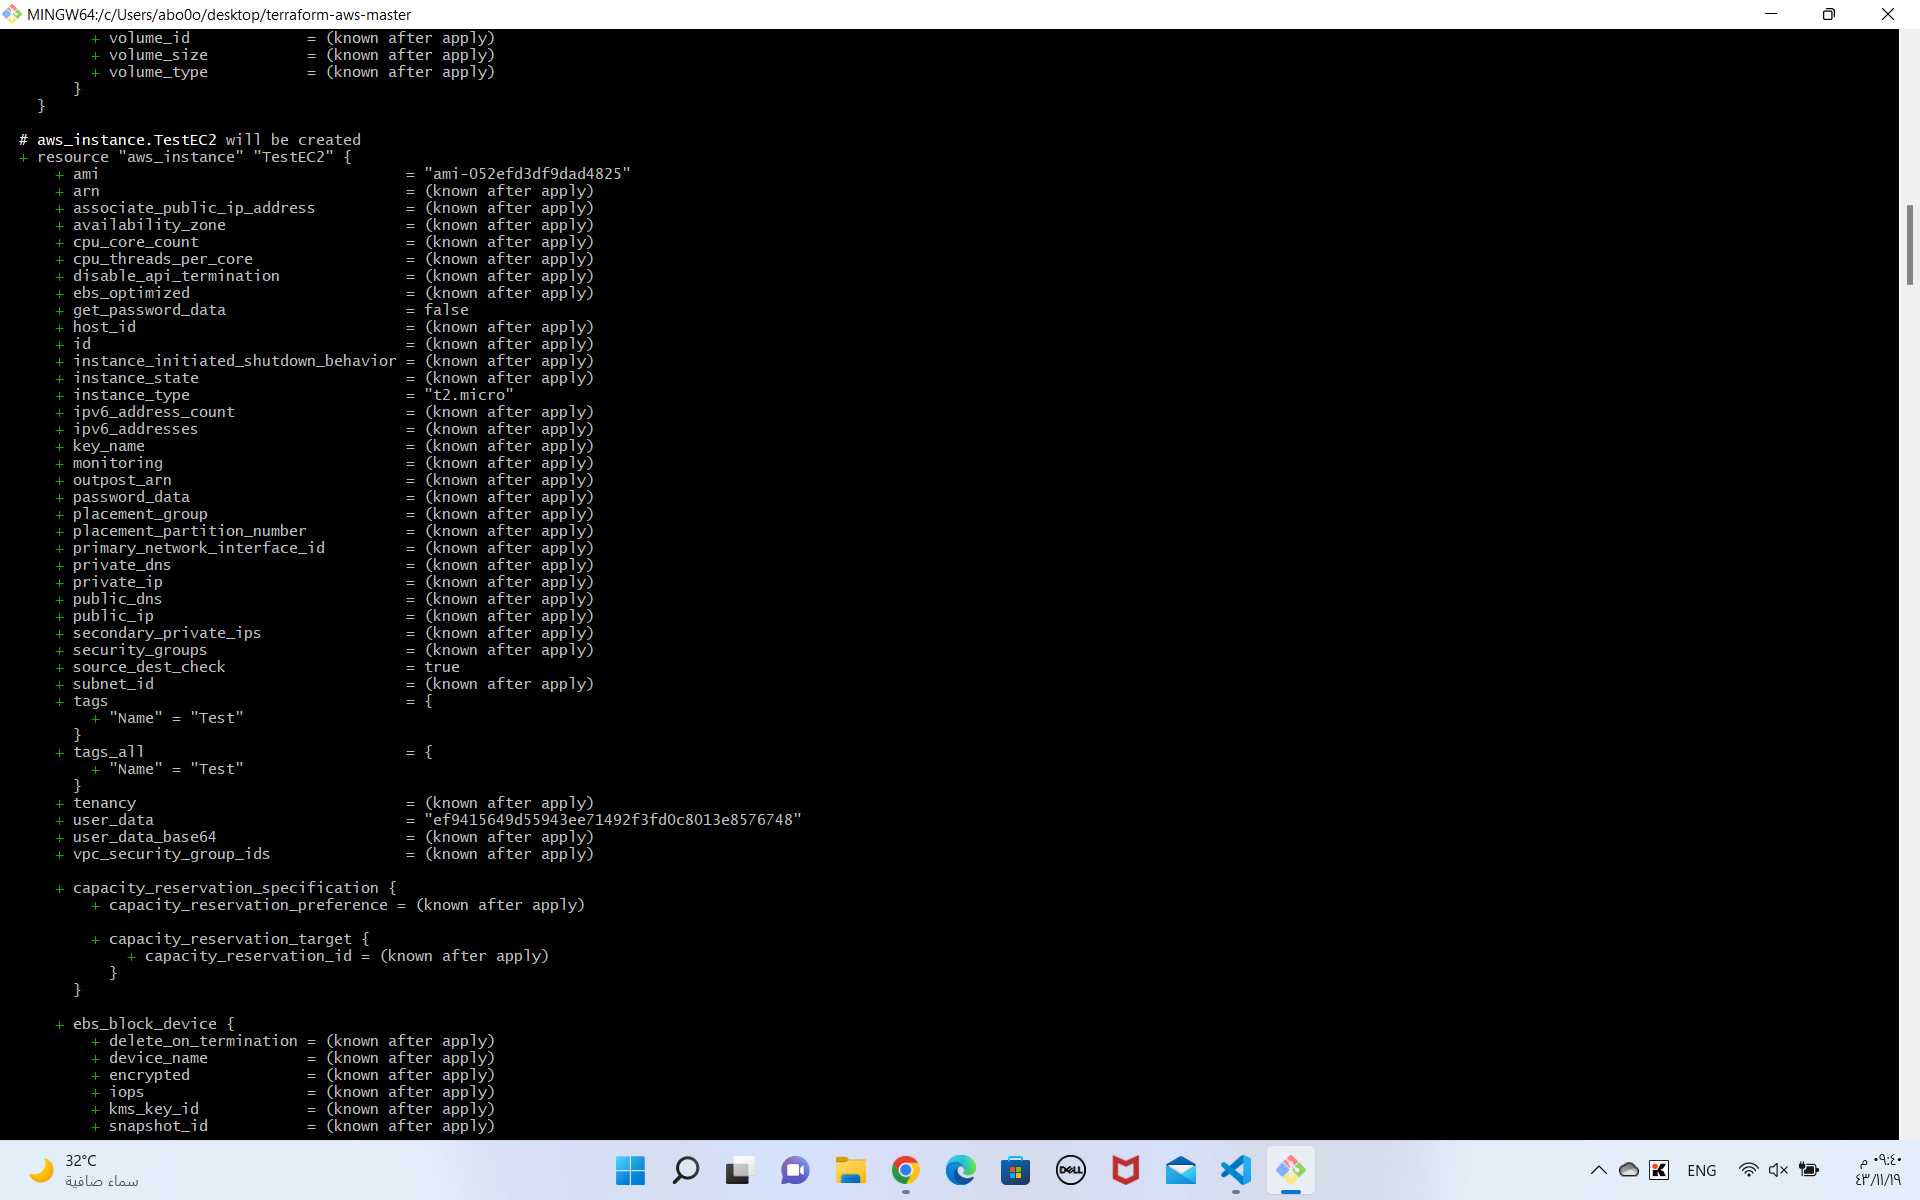 MINGW64:/c/Users/abo0o/desktop/terraform-aws-master
+ volume_id = (known after apply)
+ volume_size = (known after apply)
+ volume_type = (known after apply)
}
}
# aws_instance.TestEC2 will be created
+ resource "aws_instance" "TestEC2" {
+ ami = "ami-052efd3df9dad4825"
+ arn = (known after apply)
+ associate_public_ip_address = (known after apply)
+ availability_zone = (known after apply)
+ cpu_core_count = (known after apply)
+ cpu_threads_per_core = (known after apply)
+ disable_api_termination = (known after apply)
+ ebs_optimized = (known after apply)
+ get_password_data = false
+ host_id = (known after apply)
+ id = (known after apply)
+ instance_initiated_shutdown_behavior = (known after apply)
+ instance_state = (known after apply)
+ instance_type = "t2.micro"
+ ipv6_address_count = (known after apply)
+ ipv6_addresses = (known after apply)
+ key_name = (known after apply)
+ monitoring = (known after apply)
+ outpost_arn = (known after apply)
+ password_data = (known after apply)
+ placement_group = (known after apply)
+ placement_partition_number = (known after apply)
+ primary_network_interface_id = (known after apply)
+ private_dns = (known after apply)
+ private_ip = (known after apply)
+ public_dns = (known after apply)
+ public_ip = (known after apply)
+ secondary_private_ips = (known after apply)
+ security_groups = (known after apply)
+ source_dest_check = true
+ subnet_id = (known after apply)
+ tags = {
+ "Name" = "Test"
}
+ tags_all = {
+ "Name" = "Test"
}
+ tenancy = (known after apply)
+ user_data = "ef9415649d55943ee71492f3fd0c8013e8576748"
+ user_data_base64 = (known after apply)
+ vpc_security_group_ids = (known after apply)
+ capacity_reservation_specification {
+ capacity_reservation_preference = (known after apply)
+ capacity_reservation_target {
+ capacity_reservation_id = (known after apply)
}
}
+ ebs_block_device {
+ delete_on_termination = (known after apply)
+ device_name = (known after apply)
+ encrypted = (known after apply)
+ iops = (known after apply)
+ kms_key_id = (known after apply)
+ snapshot_id = (known after apply)
32°C
سماء صافية
DELL
K
ENG
٠٩:٤٠ م
٤٣/١١/١٩